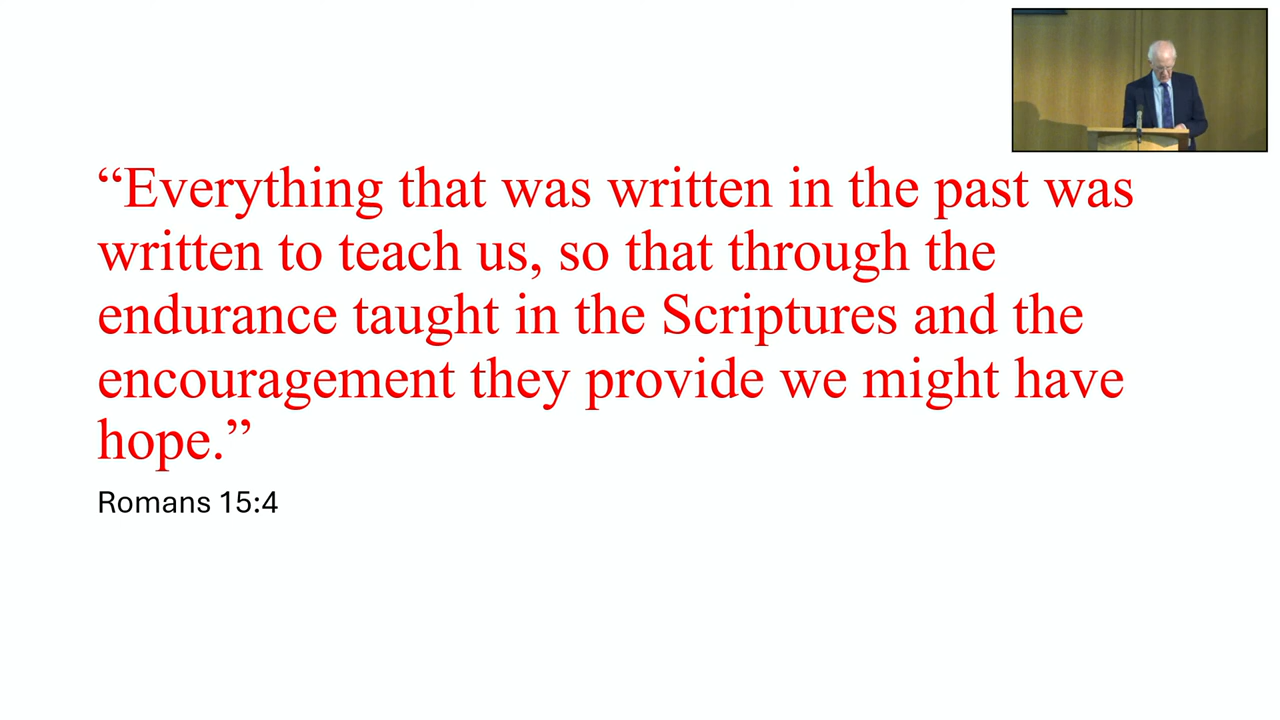 “Everything that was written in the past was
written to teach us, so that through the
endurance taught in the Scriptures and the
encouragement they provide we might have
hope.”
Romans 15:4